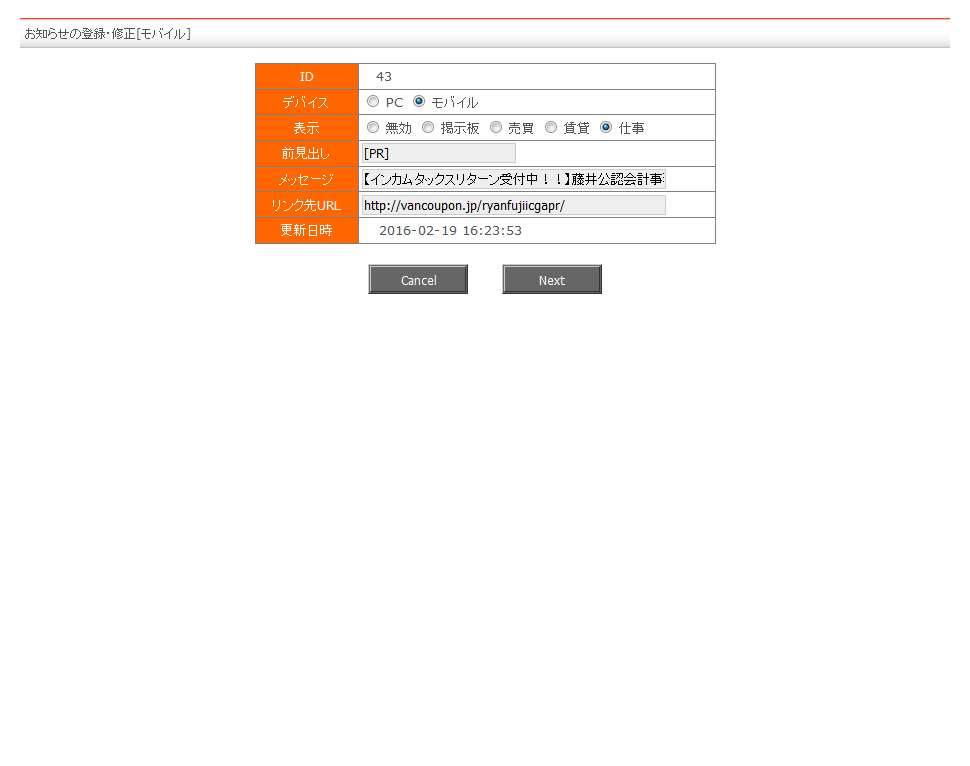 お知らせの登録・修正[モバイル]
ID 43
デバイス PC モバイル
表示 無効 掲示板 売買 賃貸 仕事
前見出し [PR]
メッセージ 【インカムタックスリターン受付中！！】藤井公認会計事
リンク先URL http://vancoupon.jp/ryanfujiicgapr/
更新日時 2016-02-19 16:23:53
Cancel Next